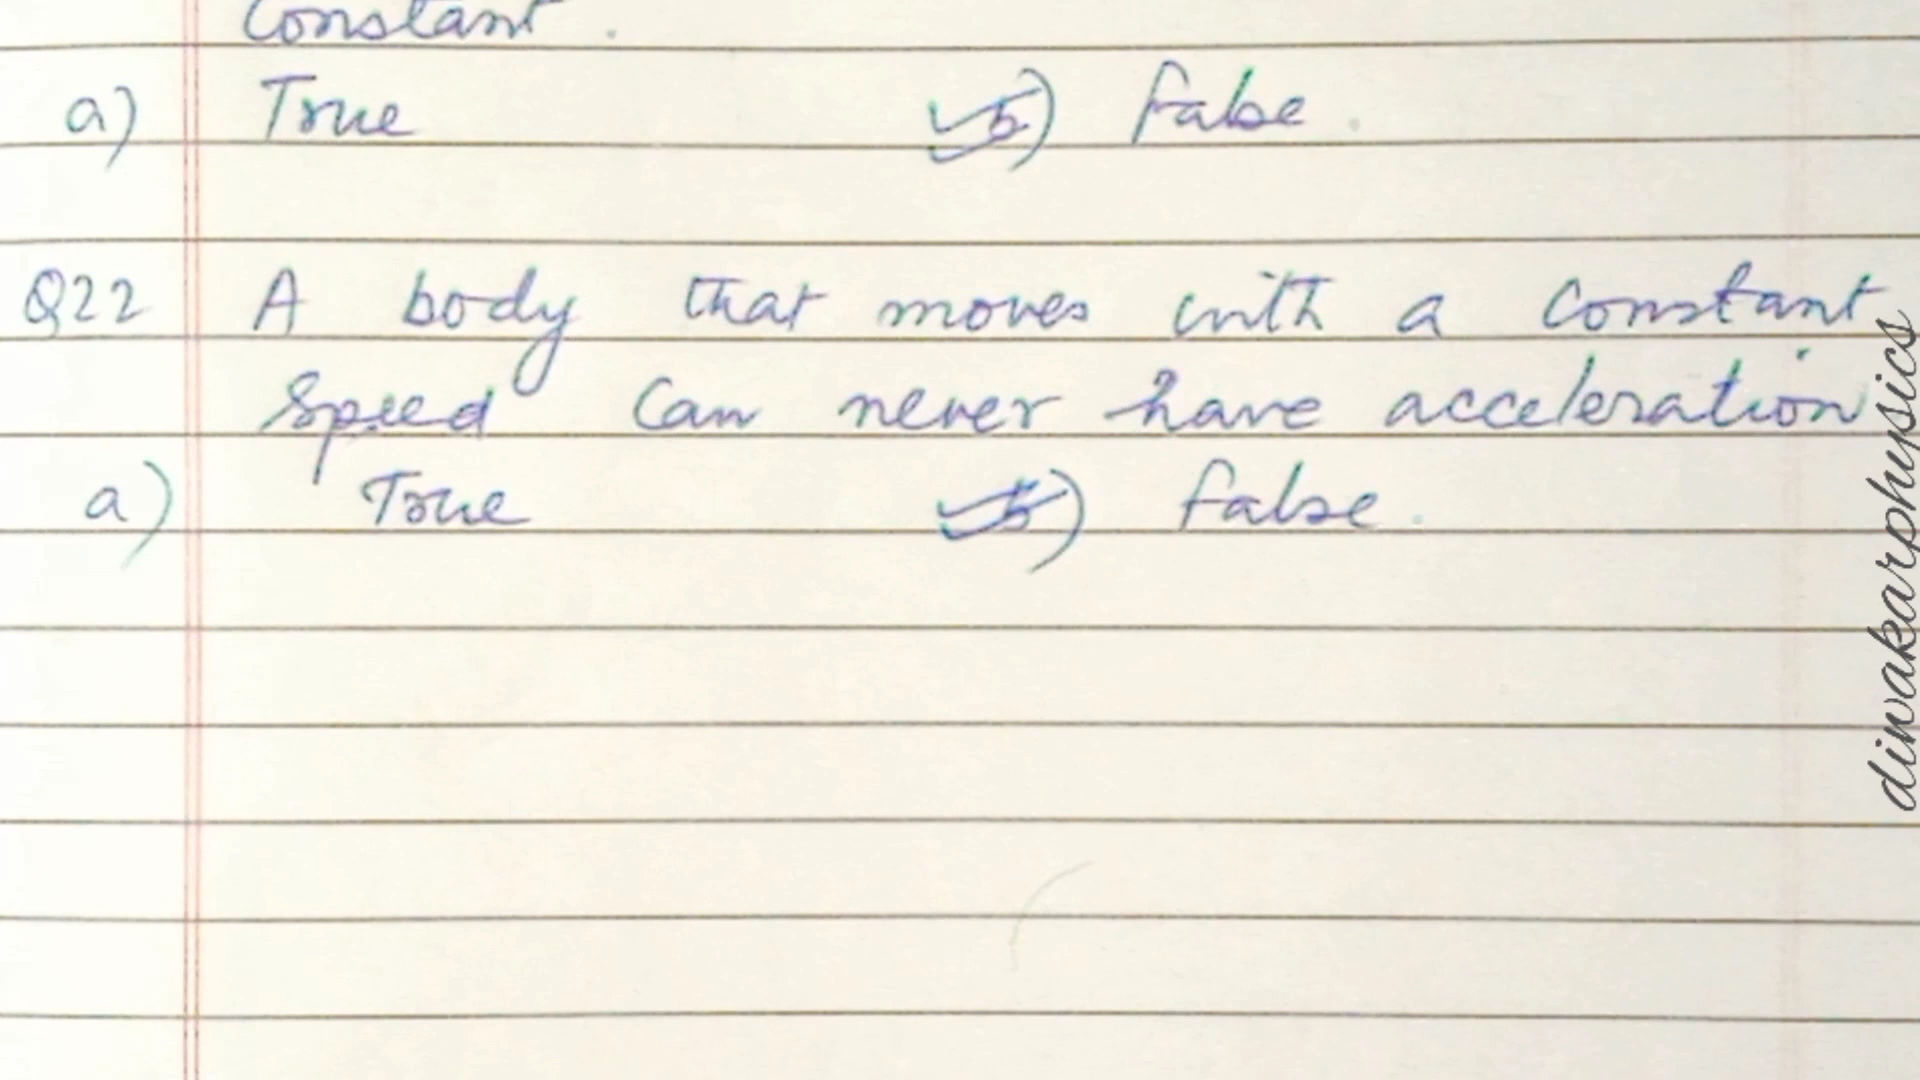 Constant.
a) True b) False.
Q22 A body that moves with a Constant
Speed Can never have acceleration
a) True b) False.
diwakarphysics